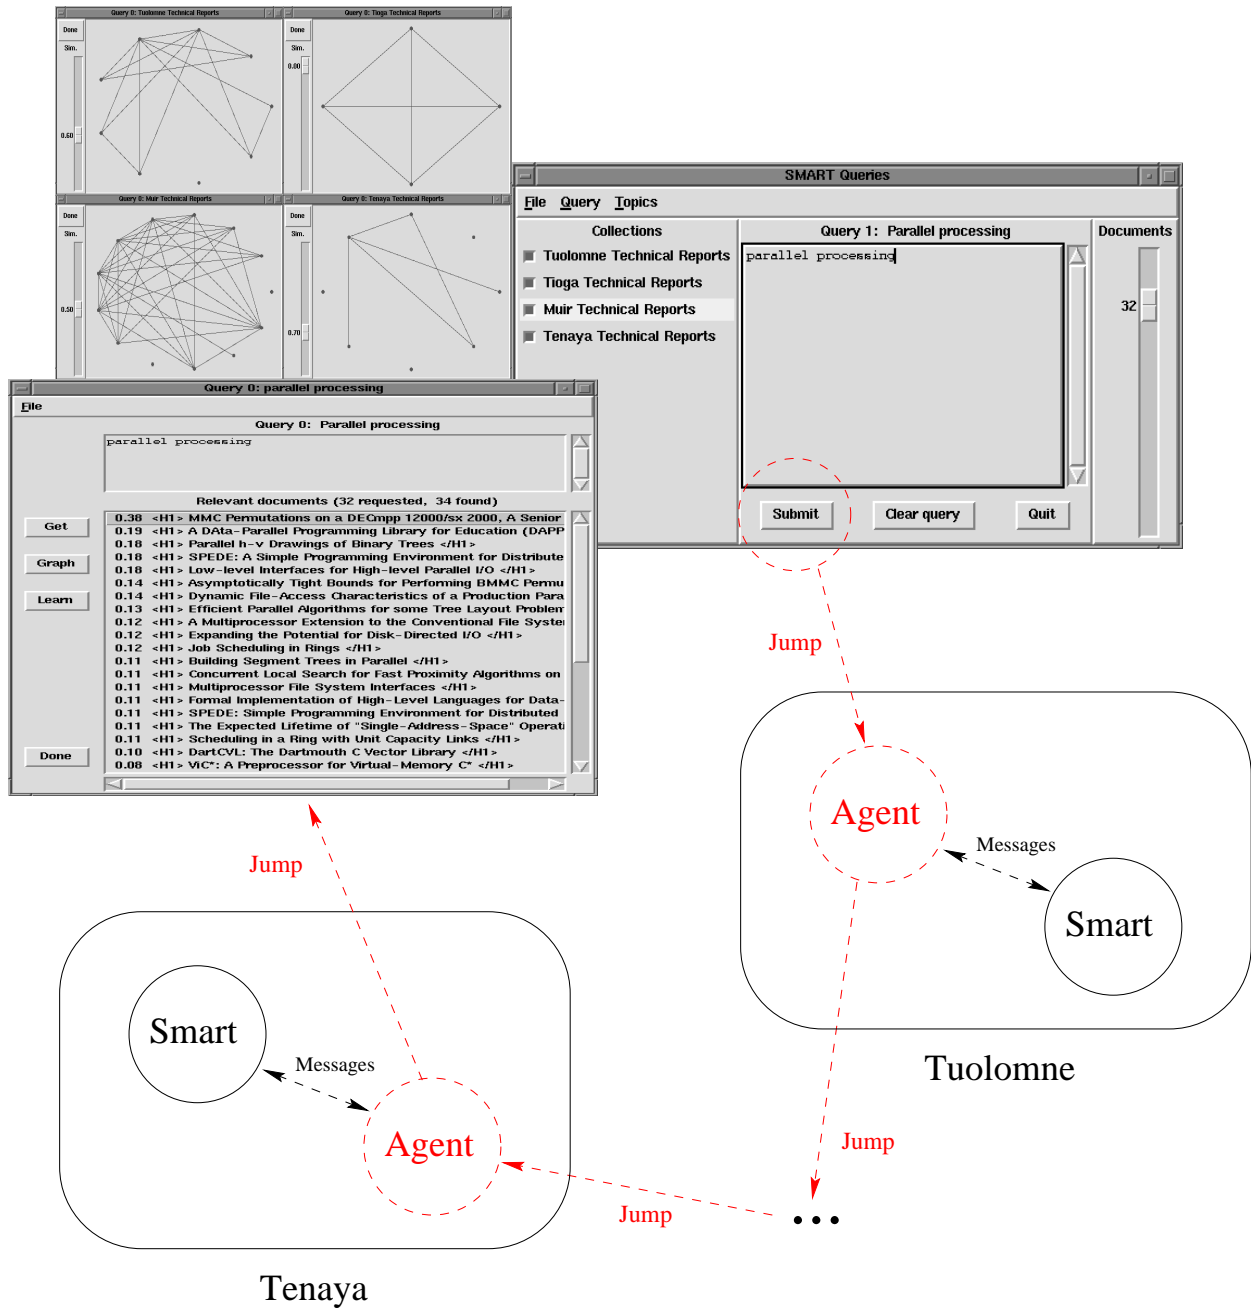 Query 0: Tuolomne Technical Reports
Done
Sim.
0.60
Query 0: Tioga Technical Reports
Done
Sim.
0.80
Query 0: Muir Technical Reports
Done
Sim.
0.50
Query 0: Tenaya Technical Reports
Done
Sim.
0.70
SMART Queries
File Query Topics
Collections
Tuolomne Technical Reports
Tioga Technical Reports
Muir Technical Reports
Tenaya Technical Reports
Query 1: Parallel processing
parallel processing
Documents
32
Submit
Clear query
Quit
Query 0: parallel processing
File
Query 0: Parallel processing
parallel processing
Relevant documents (32 requested, 34 found)
Get
Graph
Learn
Done
0.38 <H1> MMC Permutations on a DECmpp 12000/sx 2000, A Senior
0.19 <H1> A DAta-Parallel Programming Library for Education (DAPP
0.18 <H1> Parallel h-v Drawings of Binary Trees </H1>
0.18 <H1> SPEDE: A Simple Programming Environment for Distribute
0.18 <H1> Low-level Interfaces for High-level Parallel I/O </H1>
0.14 <H1> Asymptotically Tight Bounds for Performing BMMC Permu
0.14 <H1> Dynamic File-Access Characteristics of a Production Para
0.13 <H1> Efficient Parallel Algorithms for some Tree Layout Problem
0.12 <H1> A Multiprocessor Extension to the Conventional File Syste
0.12 <H1> Expanding the Potential for Disk-Directed I/O </H1>
0.12 <H1> Job Scheduling in Rings </H1>
0.11 <H1> Building Segment Trees in Parallel </H1>
0.11 <H1> Concurrent Local Search for Fast Proximity Algorithms on
0.11 <H1> Multiprocessor File System Interfaces </H1>
0.11 <H1> Formal Implementation of High-Level Languages for Data-
0.11 <H1> SPEDE: Simple Programming Environment for Distributed
0.11 <H1> The Expected Lifetime of "Single-Address-Space" Operati
0.11 <H1> Scheduling in a Ring with Unit Capacity Links </H1>
0.10 <H1> DartCVL: The Dartmouth C Vector Library </H1>
0.08 <H1> ViC*: A Preprocessor for Virtual-Memory C* </H1>
Jump
Agent
Messages
Smart
Tuolomne
Jump
Jump
Smart
Messages
Agent
Jump
Tenaya